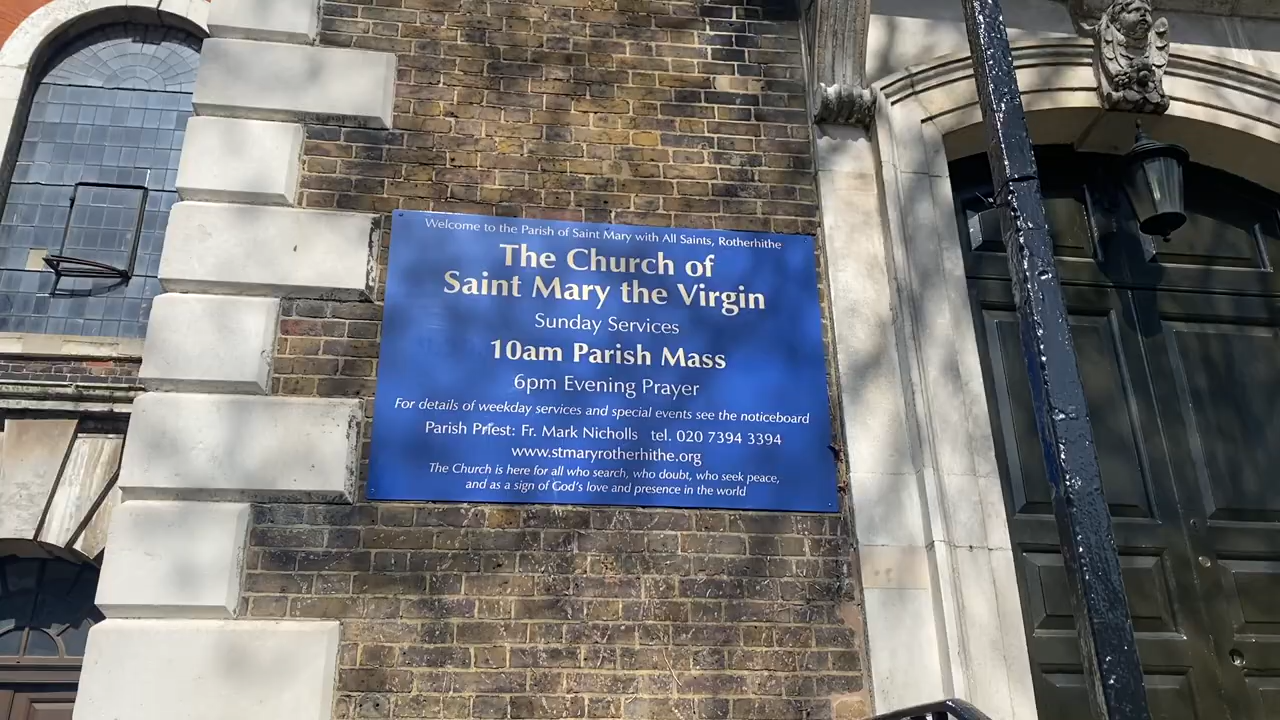 Welcome to the Parish of Saint Mary with All Saints, Rotherhithe
The Church of
Saint Mary the Virgin
Sunday Services
10am Parish Mass
6pm Evening Prayer
For details of weekday services and special events see the noticeboard
Parish Priest: Fr. Mark Nicholls tel. 020 7394 3394
www.stmaryrotherhithe.org
The Church is here for all who search, who doubt, who seek peace,
and as a sign of God's love and presence in the world